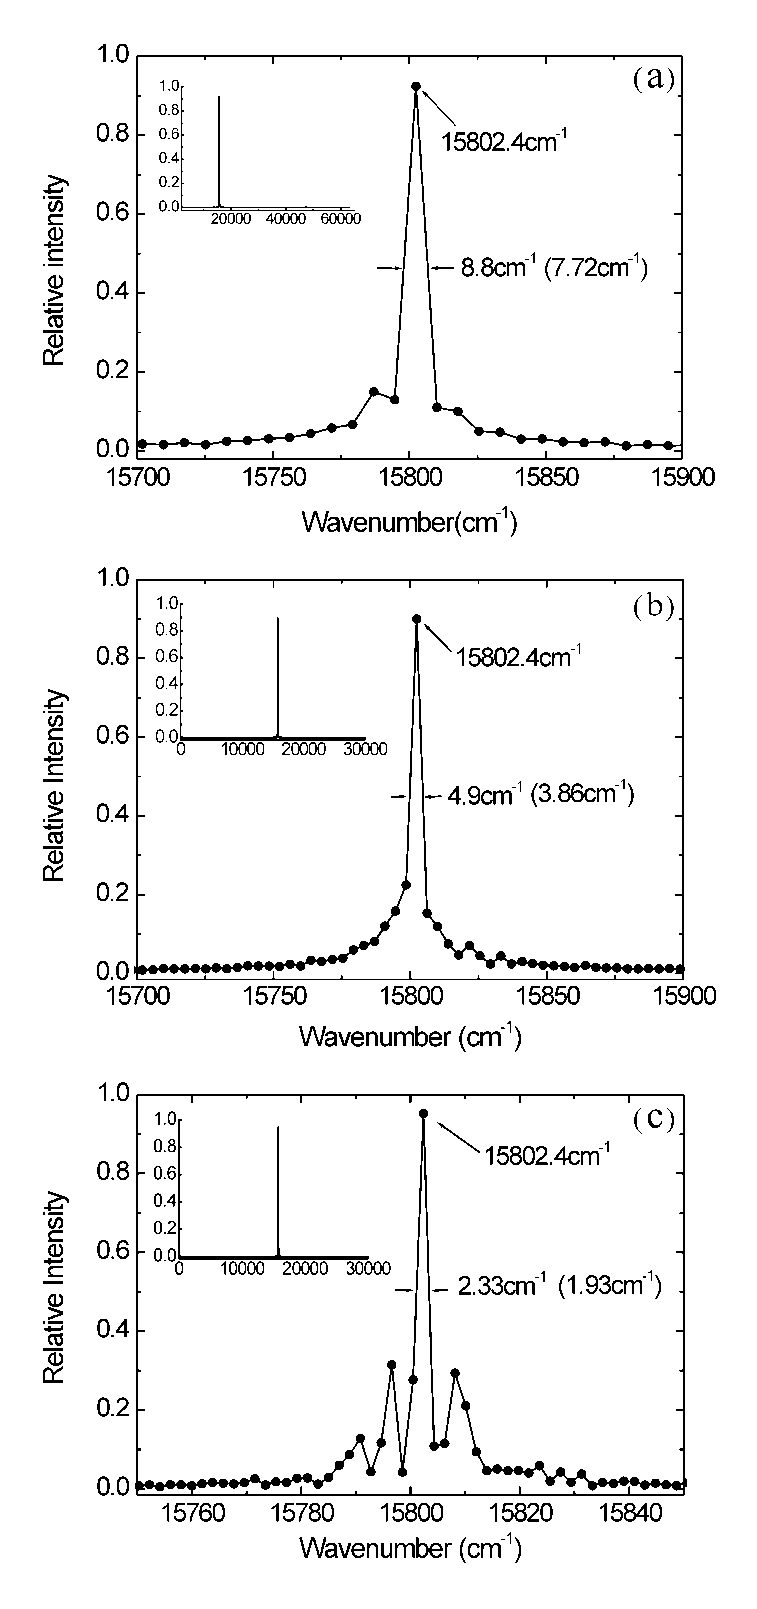 (a)
1.0
0.8
0.6
0.4
0.2
0.0
Relative intensity
1.0
0.8
0.6
0.4
0.2
0.0
20000 40000 60000
15802.4cm⁻¹
8.8cm⁻¹ (7.72cm⁻¹)
15700 15750 15800 15850 15900
Wavenumber(cm⁻¹)
(b)
1.0
0.8
0.6
0.4
0.2
0.0
Relative Intensity
1.0
0.8
0.6
0.4
0.2
0.0
0 10000 20000 30000
15802.4cm⁻¹
4.9cm⁻¹ (3.86cm⁻¹)
15700 15750 15800 15850 15900
Wavenumber (cm⁻¹)
(c)
1.0
0.8
0.6
0.4
0.2
0.0
Relative Intensity
1.0
0.8
0.6
0.4
0.2
0.0
0 10000 20000 30000
15802.4cm⁻¹
2.33cm⁻¹ (1.93cm⁻¹)
15760 15780 15800 15820 15840
Wavenumber (cm⁻¹)